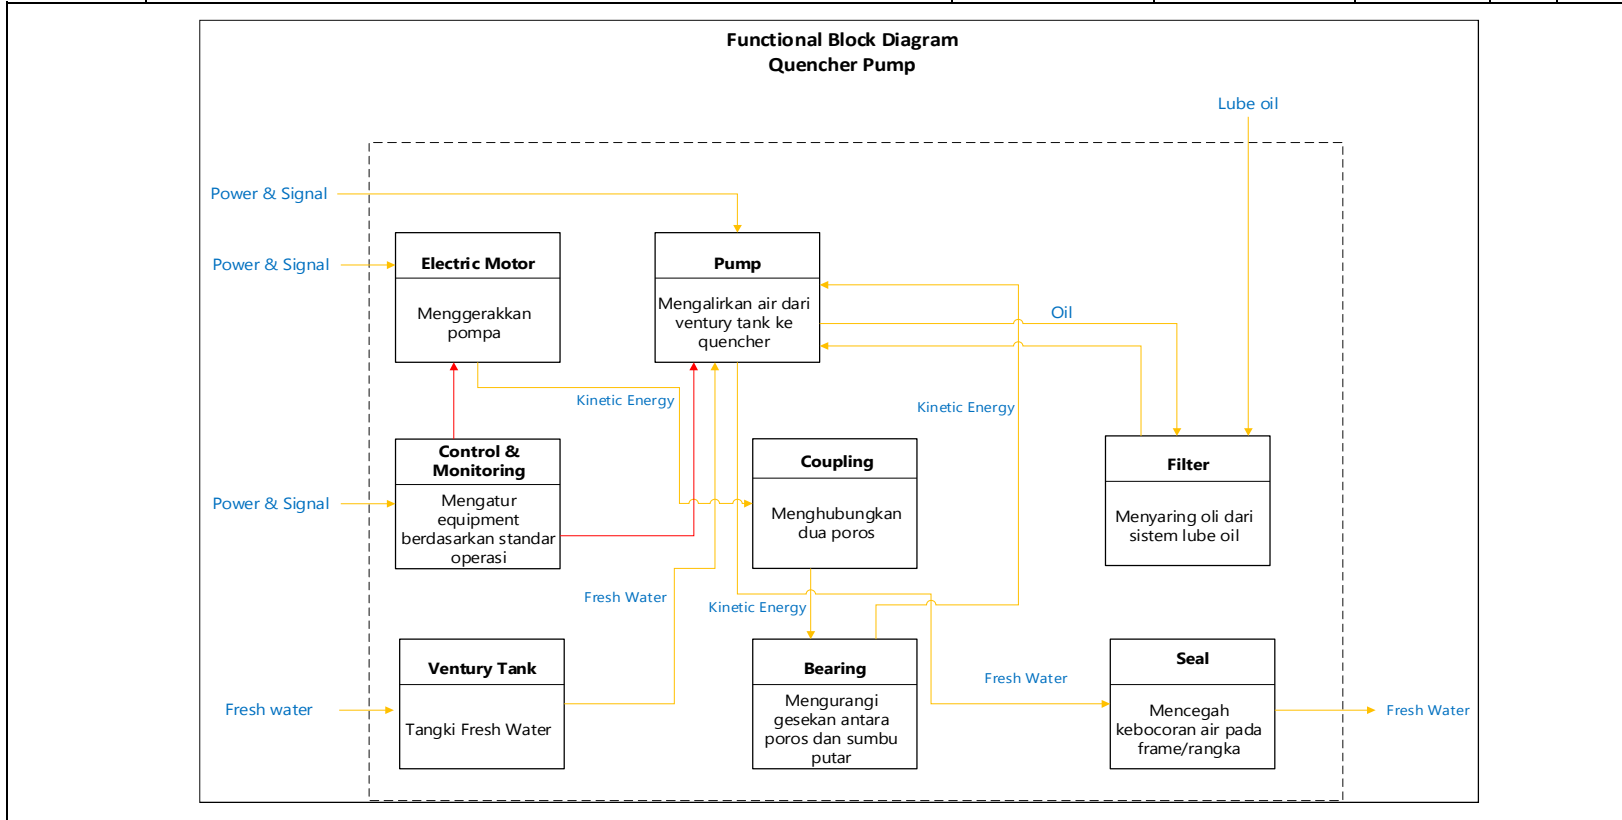 Functional Block Diagram
Quencher Pump
Lube oil
Power & Signal
Power & Signal
Electric Motor
Menggerakkan
pompa
Pump
Mengalirkan air dari
ventury tank ke
quencher
Oil
Kinetic Energy
Kinetic Energy
Control &
Monitoring
Mengatur
equipment
berdasarkan standar
operasi
Power & Signal
Coupling
Menghubungkan
dua poros
Filter
Menyaring oli dari
sistem lube oil
Fresh Water
Kinetic Energy
Ventury Tank
Tangki Fresh Water
Fresh water
Bearing
Mengurangi
gesekan antara
poros dan sumbu
putar
Fresh Water
Seal
Mencegah
kebocoran air pada
frame/rangka
Fresh Water